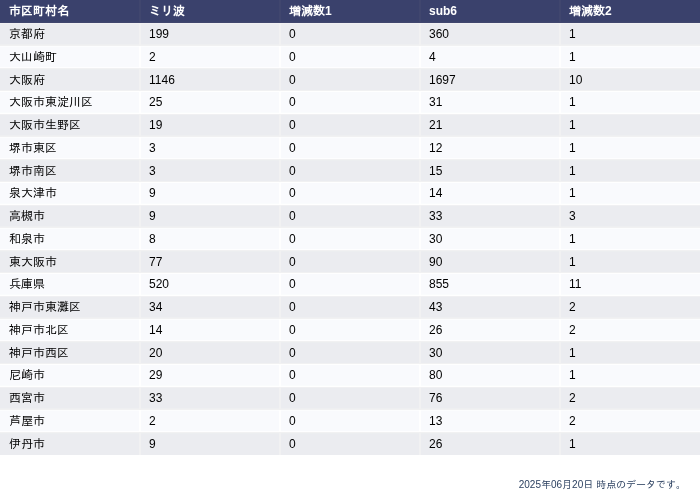 市区町村名 ミリ波 増減数1 sub6 増減数2
京都府 199 0 360 1
大山崎町 2 0 4 1
大阪府 1146 0 1697 10
大阪市東淀川区 25 0 31 1
大阪市生野区 19 0 21 1
堺市東区 3 0 12 1
堺市南区 3 0 15 1
泉大津市 9 0 14 1
高槻市 9 0 33 3
和泉市 8 0 30 1
東大阪市 77 0 90 1
兵庫県 520 0 855 11
神戸市東灘区 34 0 43 2
神戸市北区 14 0 26 2
神戸市西区 20 0 30 1
尼崎市 29 0 80 1
西宮市 33 0 76 2
芦屋市 2 0 13 2
伊丹市 9 0 26 1
2025年06月20日 時点のデータです。